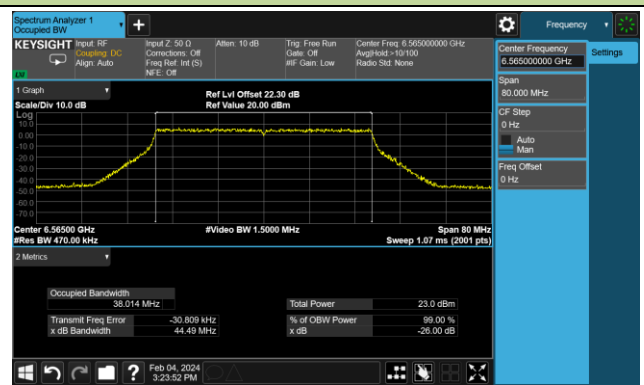 Spectrum Analyzer 1
Occupied BW
+
Frequency
KEYSIGHT
Input: RF
Coupling: DC
Align: Auto
Input Z: 50 Ω
Corrections: Off
Freq Ref: Int (S)
NFE: Off
Atten: 10 dB
Trig: Free Run
Gate: Off
#IF Gain: Low
Center Freq: 6.565000000 GHz
Avg|Hold:>10/100
Radio Std: None
Center Frequency
6.565000000 GHz
Settings
Span
80.000 MHz
CF Step
0 Hz
Auto
Man
Freq Offset
0 Hz
1 Graph
Scale/Div 10.0 dB
Ref Lvl Offset 22.30 dB
Ref Value 20.00 dBm
Log
10.0
0.00
-10.0
-20.0
-30.0
-40.0
-50.0
-60.0
-70.0
Center 6.56500 GHz
#Video BW 1.5000 MHz
Span 80 MHz
#Res BW 470.00 kHz
Sweep 1.07 ms (2001 pts)
2 Metrics
Occupied Bandwidth
38.014 MHz
Total Power 23.0 dBm
Transmit Freq Error -30.809 kHz
% of OBW Power 99.00 %
x dB Bandwidth 44.49 MHz
x dB -26.00 dB
?
Feb 04, 2024
3:23:52 PM